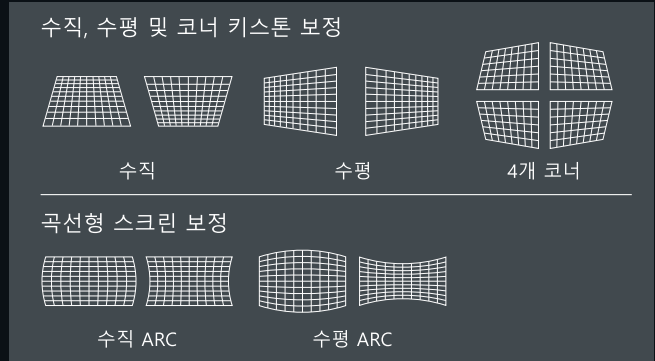 수직, 수평 및 코너 키스톤 보정
수직
수평
4개 코너
곡선형 스크린 보정
수직 ARC
수평 ARC